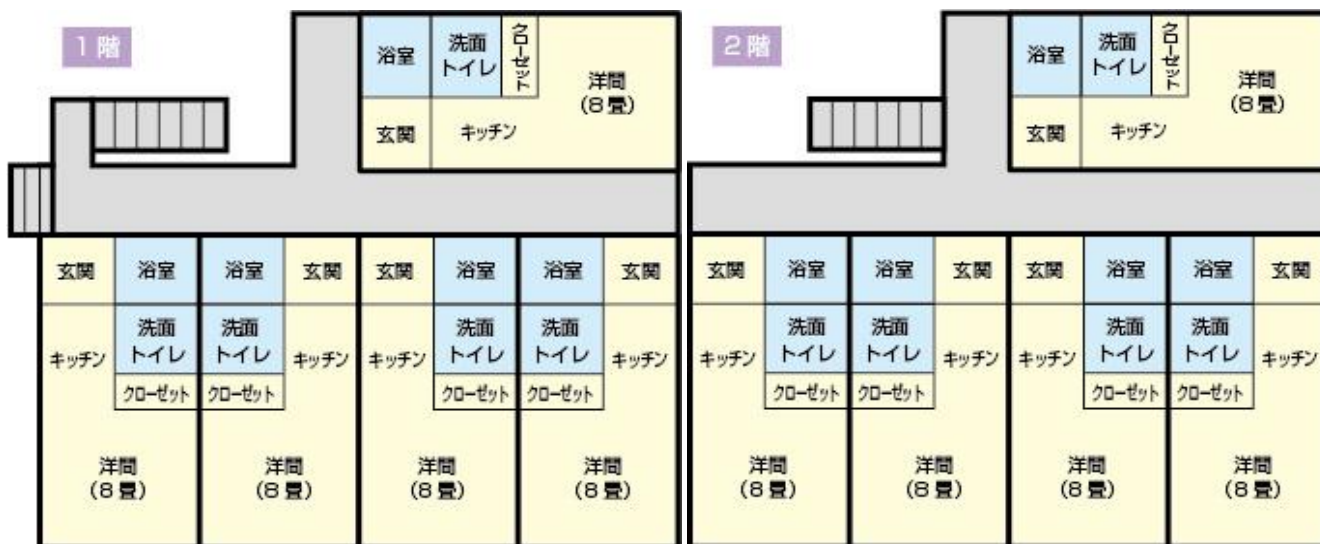 1階
浴室
洗面
トイレ
クローゼット
洋間
(8畳)
玄関
キッチン
玄関
浴室
浴室
玄関
玄関
浴室
浴室
玄関
キッチン
洗面
トイレ
洗面
トイレ
キッチン
キッチン
洗面
トイレ
洗面
トイレ
キッチン
クローゼット
クローゼット
クローゼット
クローゼット
洋間
(8畳)
洋間
(8畳)
洋間
(8畳)
洋間
(8畳)
2階
浴室
洗面
トイレ
クローゼット
洋間
(8畳)
玄関
キッチン
玄関
浴室
浴室
玄関
玄関
浴室
浴室
玄関
キッチン
洗面
トイレ
洗面
トイレ
キッチン
キッチン
洗面
トイレ
洗面
トイレ
キッチン
クローゼット
クローゼット
クローゼット
クローゼット
洋間
(8畳)
洋間
(8畳)
洋間
(8畳)
洋間
(8畳)